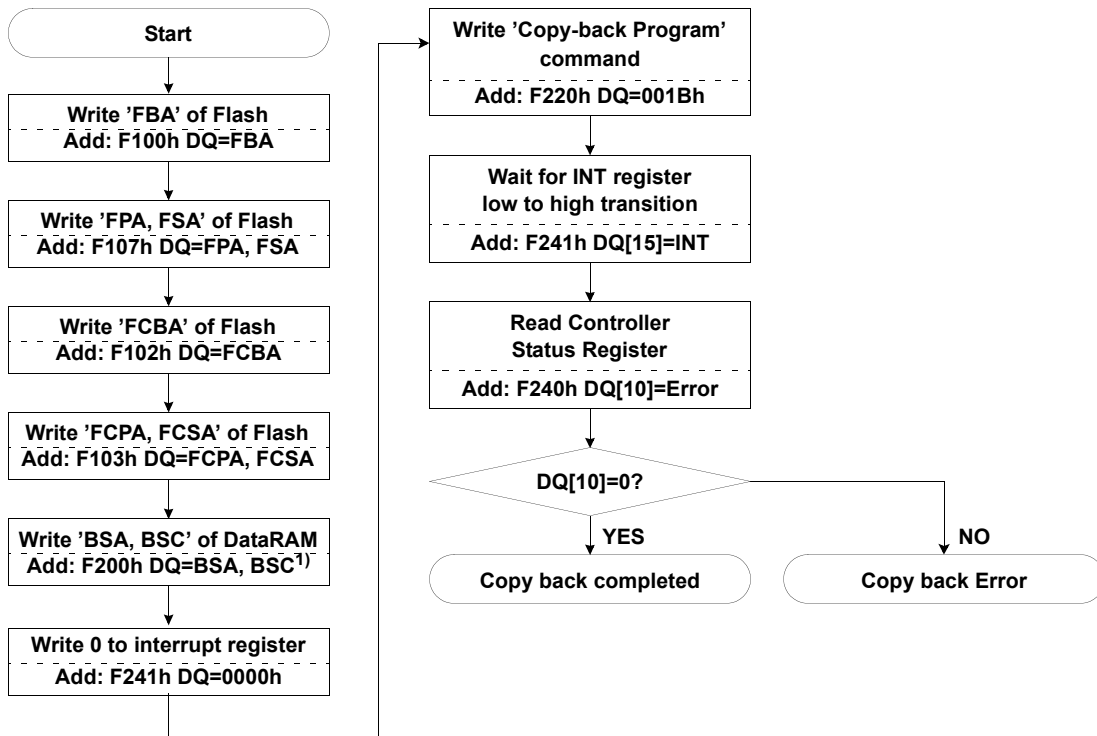 Start
Write ’FBA’ of Flash
Add: F100h DQ=FBA
Write ’FPA, FSA’ of Flash
Add: F107h DQ=FPA, FSA
Write ’FCBA’ of Flash
Add: F102h DQ=FCBA
Write ’FCPA, FCSA’ of Flash
Add: F103h DQ=FCPA, FCSA
Write ’BSA, BSC’ of DataRAM
Add: F200h DQ=BSA, BSC¹⁾
Write 0 to interrupt register
Add: F241h DQ=0000h
Write ’Copy-back Program’
command
Add: F220h DQ=001Bh
Wait for INT register
low to high transition
Add: F241h DQ[15]=INT
Read Controller
Status Register
Add: F240h DQ[10]=Error
DQ[10]=0?
YES
NO
Copy back completed
Copy back Error